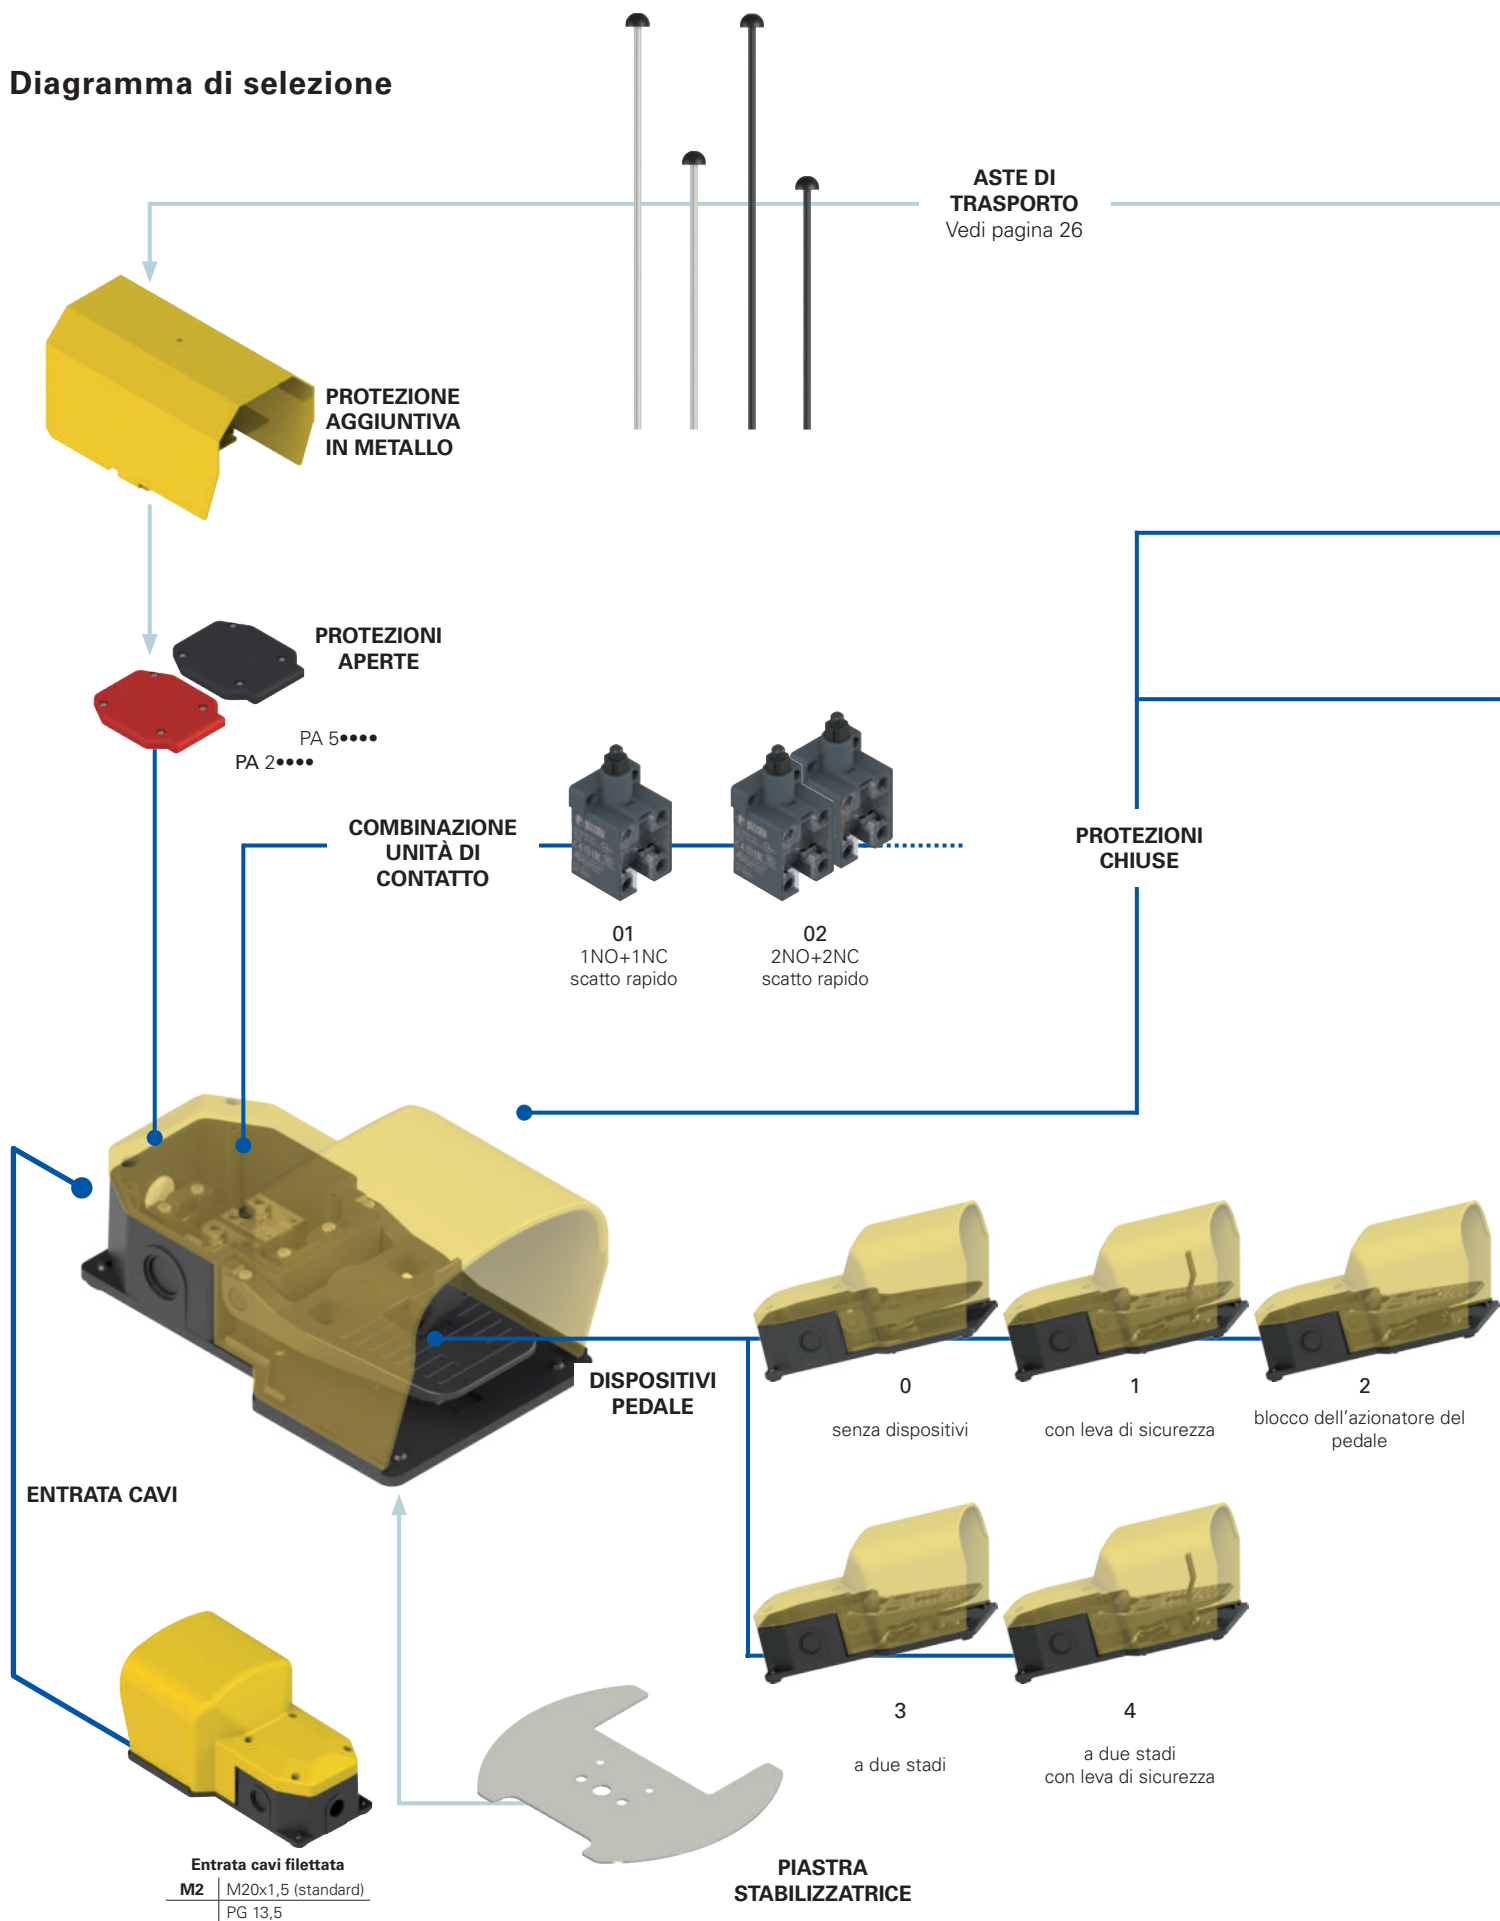 Diagramma di selezione
ASTE DI
TRASPORTO
Vedi pagina 26
PROTEZIONE
AGGIUNTIVA
IN METALLO
PROTEZIONI
APERTE
PA 5••••
PA 2••••
COMBINAZIONE
UNITÀ DI
CONTATTO
01
1NO+1NC
scatto rapido
02
2NO+2NC
scatto rapido
PROTEZIONI
CHIUSE
DISPOSITIVI
PEDALE
0
senza dispositivi
1
con leva di sicurezza
2
blocco dell’azionatore del
pedale
ENTRATA CAVI
3
a due stadi
4
a due stadi
con leva di sicurezza
Entrata cavi filettata
M2 M20x1,5 (standard)
PG 13,5
PIASTRA
STABILIZZATRICE